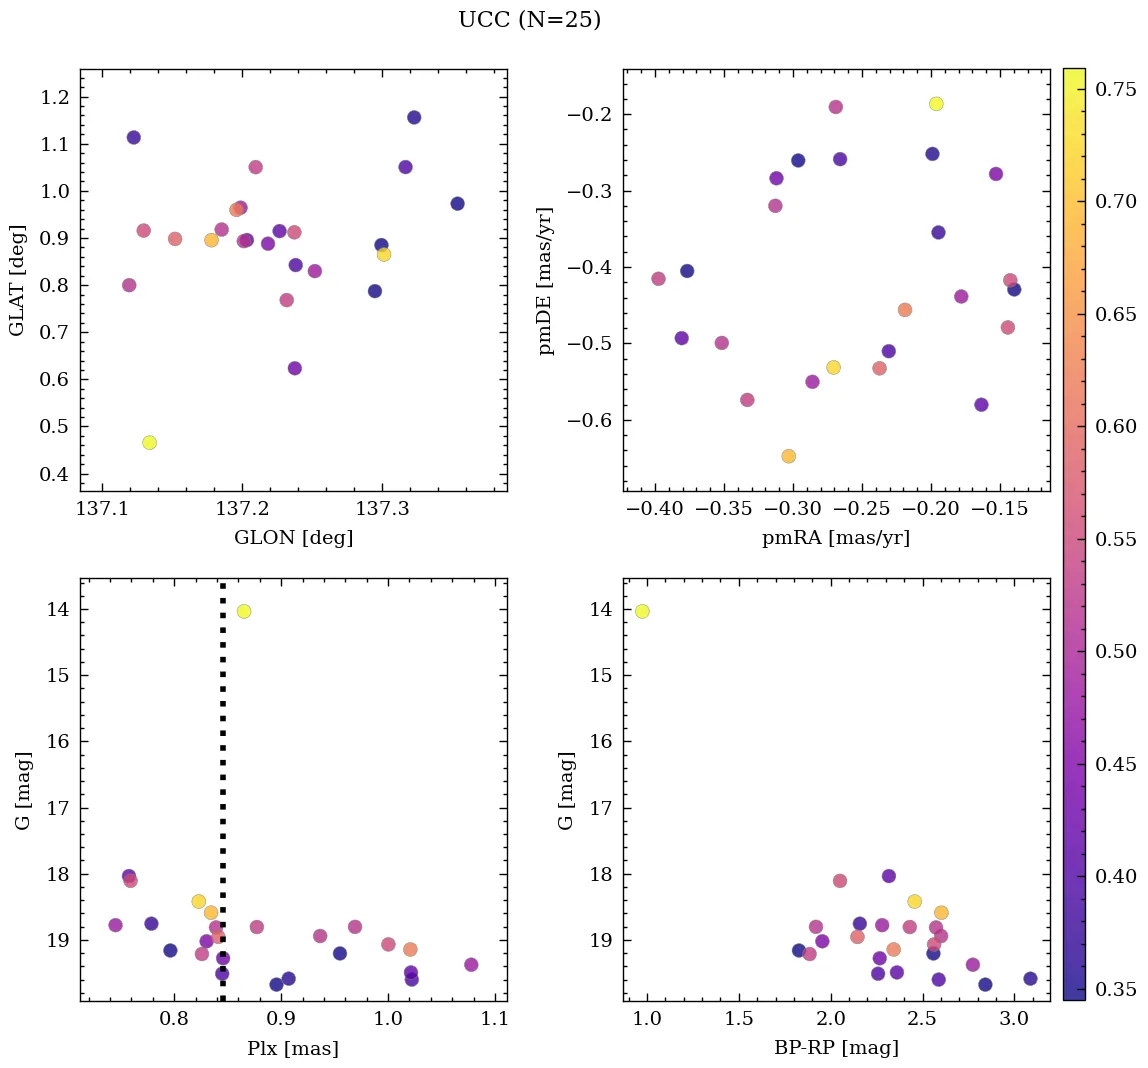 UCC (N=25)
1.2
1.1
1.0
0.9
0.8
0.7
0.6
0.5
0.4
GLAT [deg]
137.1 137.2 137.3
GLON [deg]
−0.2
−0.3
−0.4
−0.5
−0.6
pmDE [mas/yr]
−0.40 −0.35 −0.30 −0.25 −0.20 −0.15
pmRA [mas/yr]
14
15
16
17
18
19
G [mag]
0.8 0.9 1.0 1.1
Plx [mas]
14
15
16
17
18
19
G [mag]
1.0 1.5 2.0 2.5 3.0
BP-RP [mag]
0.75
0.70
0.65
0.60
0.55
0.50
0.45
0.40
0.35